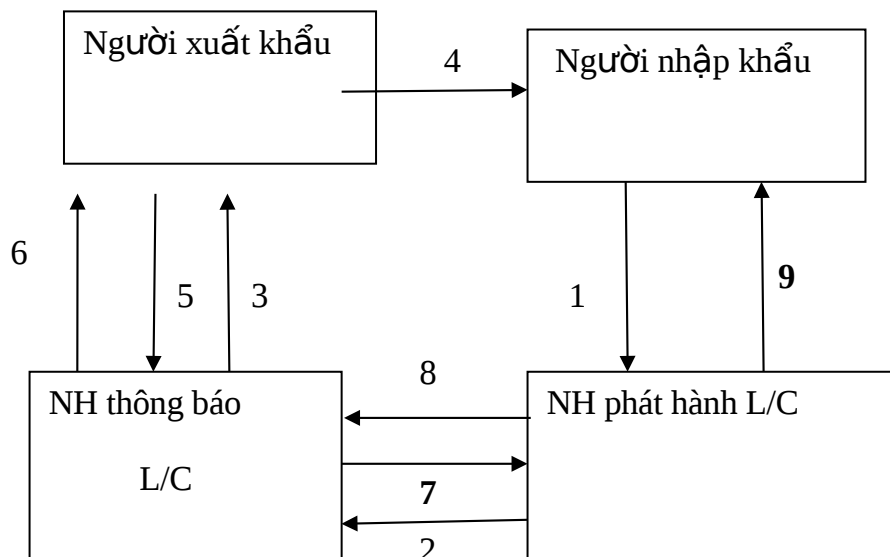 Người xuất khẩu
4
Người nhập khẩu
6
5
3
1
9
8
NH thông báo
L/C
NH phát hành L/C
7
2